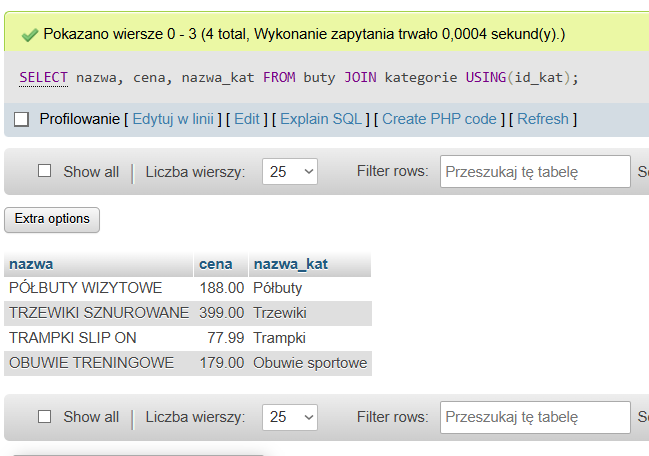 Pokazano wiersze 0 - 3 (4 total, Wykonanie zapytania trwało 0,0004 sekund(y).)
SELECT nazwa, cena, nazwa_kat FROM buty JOIN kategorie USING(id_kat);
Profilowanie [ Edytuj w linii ] [ Edit ] [ Explain SQL ] [ Create PHP code ] [ Refresh ]
Show all | Liczba wierszy: 25 Filter rows: Przeszukaj tę tabelę
Extra options
nazwa cena nazwa_kat
PÓŁBUTY WIZYTOWE 188.00 Półbuty
TRZEWIKI SZNUROWANE 399.00 Trzewiki
TRAMPKI SLIP ON 77.99 Trampki
OBUWIE TRENINGOWE 179.00 Obuwie sportowe
Show all | Liczba wierszy: 25 Filter rows: Przeszukaj tę tabelę